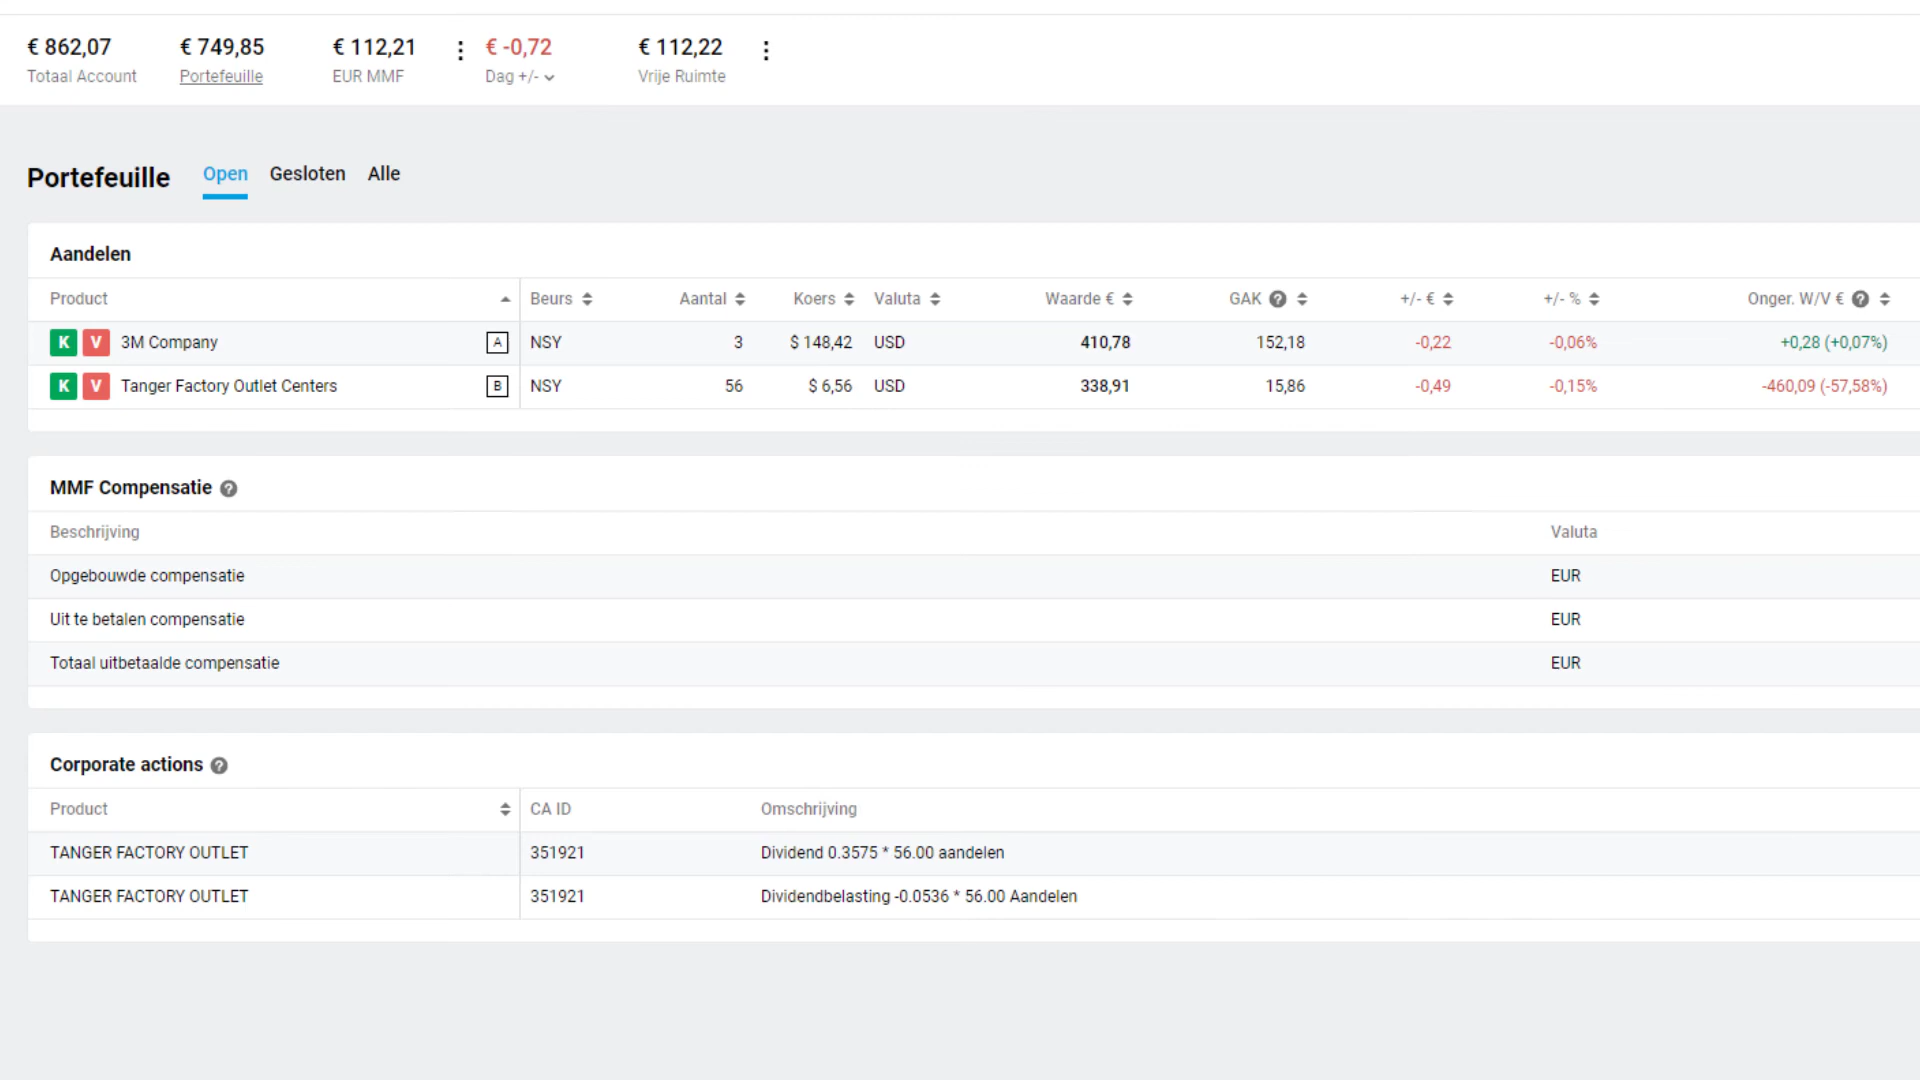 € 862,07 € 749,85 € 112,21 € -0,72 € 112,22
Totaal Account Portefeuille EUR MMF Dag +/- Vrije Ruimte
Portefeuille Open Gesloten Alle
Aandelen
Product Beurs Aantal Koers Valuta Waarde € GAK ? +/- € +/- % Onger. W/V € ?
K V 3M Company A NSY 3 $ 148,42 USD 410,78 152,18 -0,22 -0,06% +0,28 (+0,07%)
K V Tanger Factory Outlet Centers B NSY 56 $ 6,56 USD 338,91 15,86 -0,49 -0,15% -460,09 (-57,58%)
MMF Compensatie ?
Beschrijving Valuta
Opgebouwde compensatie EUR
Uit te betalen compensatie EUR
Totaal uitbetaalde compensatie EUR
Corporate actions ?
Product CA ID Omschrijving
TANGER FACTORY OUTLET 351921 Dividend 0.3575 * 56.00 aandelen
TANGER FACTORY OUTLET 351921 Dividendbelasting -0.0536 * 56.00 Aandelen